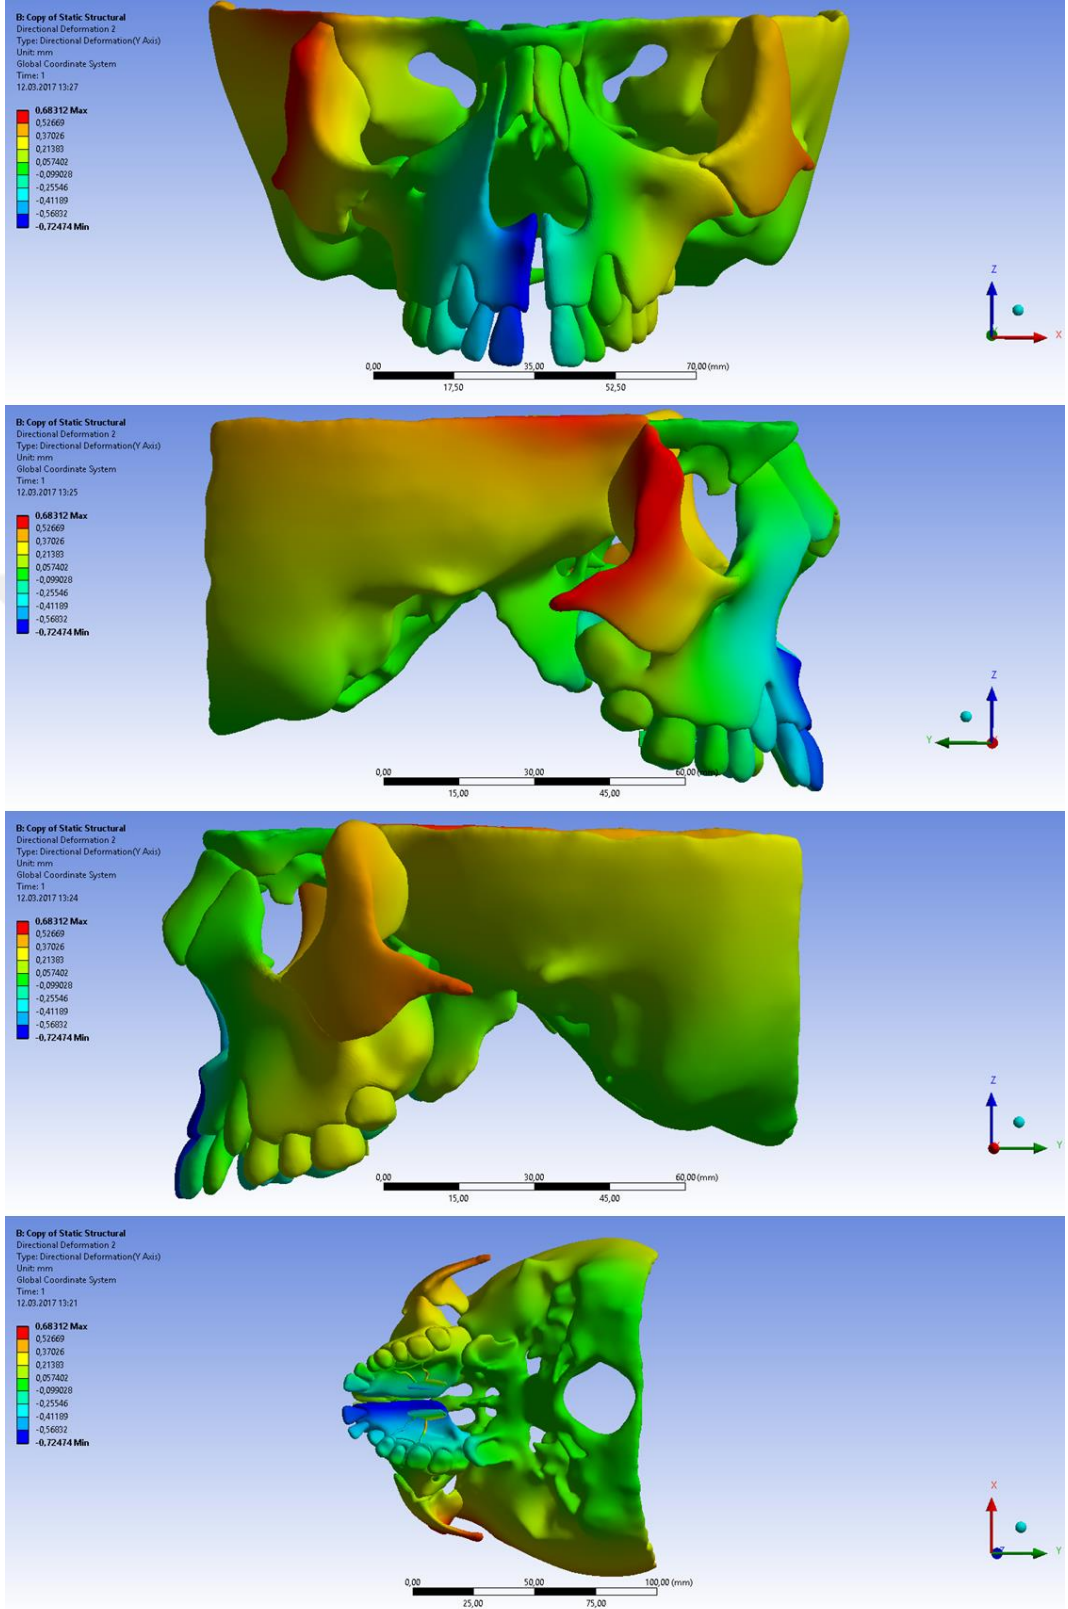 B: Copy of Static Structural
Directional Deformation 2
Type: Directional Deformation(Y Axis)
Unit: mm
Global Coordinate System
Time: 1
12.03.2017 13:27
0,68312 Max
0,52669
0,37026
0,21383
0,057402
-0,099028
-0,25546
-0,41189
-0,56832
-0,72474 Min
Z
X
0,00 35,00 70,00 (mm)
17,50 52,50
B: Copy of Static Structural
Directional Deformation 2
Type: Directional Deformation(Y Axis)
Unit: mm
Global Coordinate System
Time: 1
12.03.2017 13:25
0,68312 Max
0,52669
0,37026
0,21383
0,057402
-0,099028
-0,25546
-0,41189
-0,56832
-0,72474 Min
Z
Y
0,00 30,00 60,00 (mm)
15,00 45,00
B: Copy of Static Structural
Directional Deformation 2
Type: Directional Deformation(Y Axis)
Unit: mm
Global Coordinate System
Time: 1
12.03.2017 13:24
0,68312 Max
0,52669
0,37026
0,21383
0,057402
-0,099028
-0,25546
-0,41189
-0,56832
-0,72474 Min
Z
Y
0,00 30,00 60,00 (mm)
15,00 45,00
B: Copy of Static Structural
Directional Deformation 2
Type: Directional Deformation(Y Axis)
Unit: mm
Global Coordinate System
Time: 1
12.03.2017 13:21
0,68312 Max
0,52669
0,37026
0,21383
0,057402
-0,099028
-0,25546
-0,41189
-0,56832
-0,72474 Min
X
Z
Y
0,00 50,00 100,00 (mm)
25,00 75,00